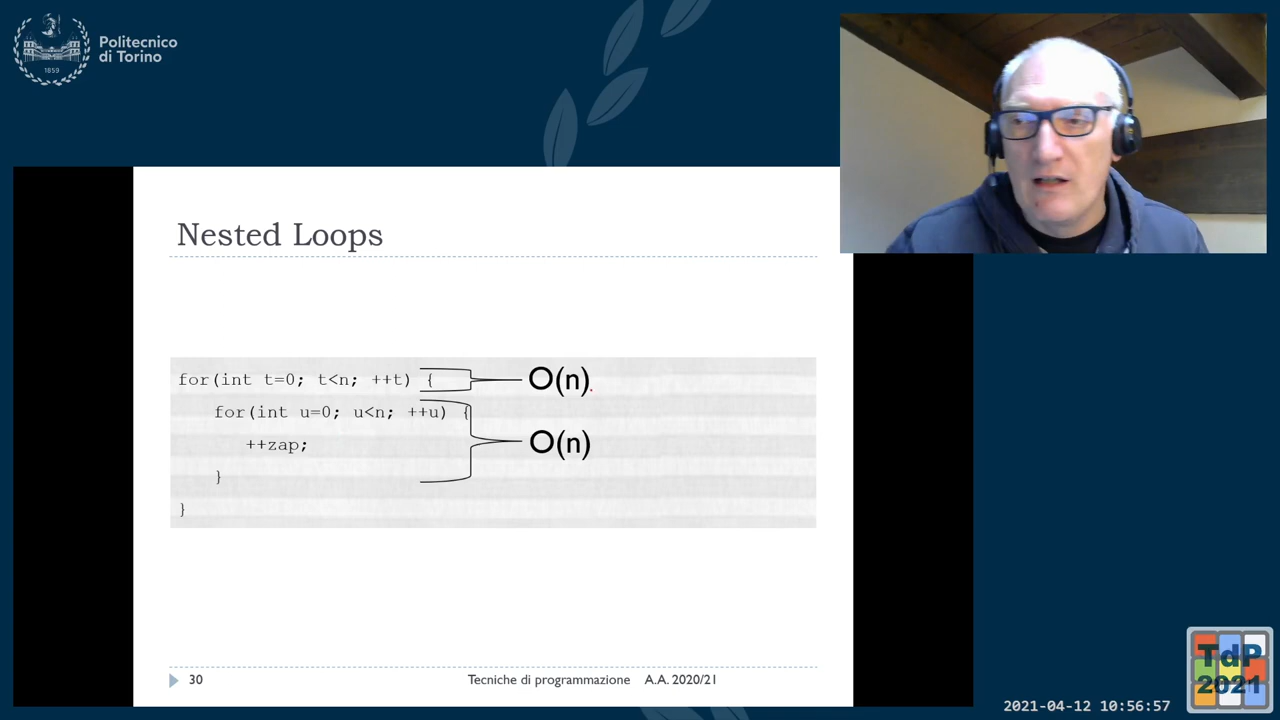 Politecnico
di Torino
1859
Nested Loops
for(int t=0; t<n; ++t) {
O(n)
for(int u=0; u<n; ++u) {
++zap;
O(n)
}
}
30
Tecniche di programmazione A.A. 2020/21
TdP
2021
2021-04-12 10:56:57